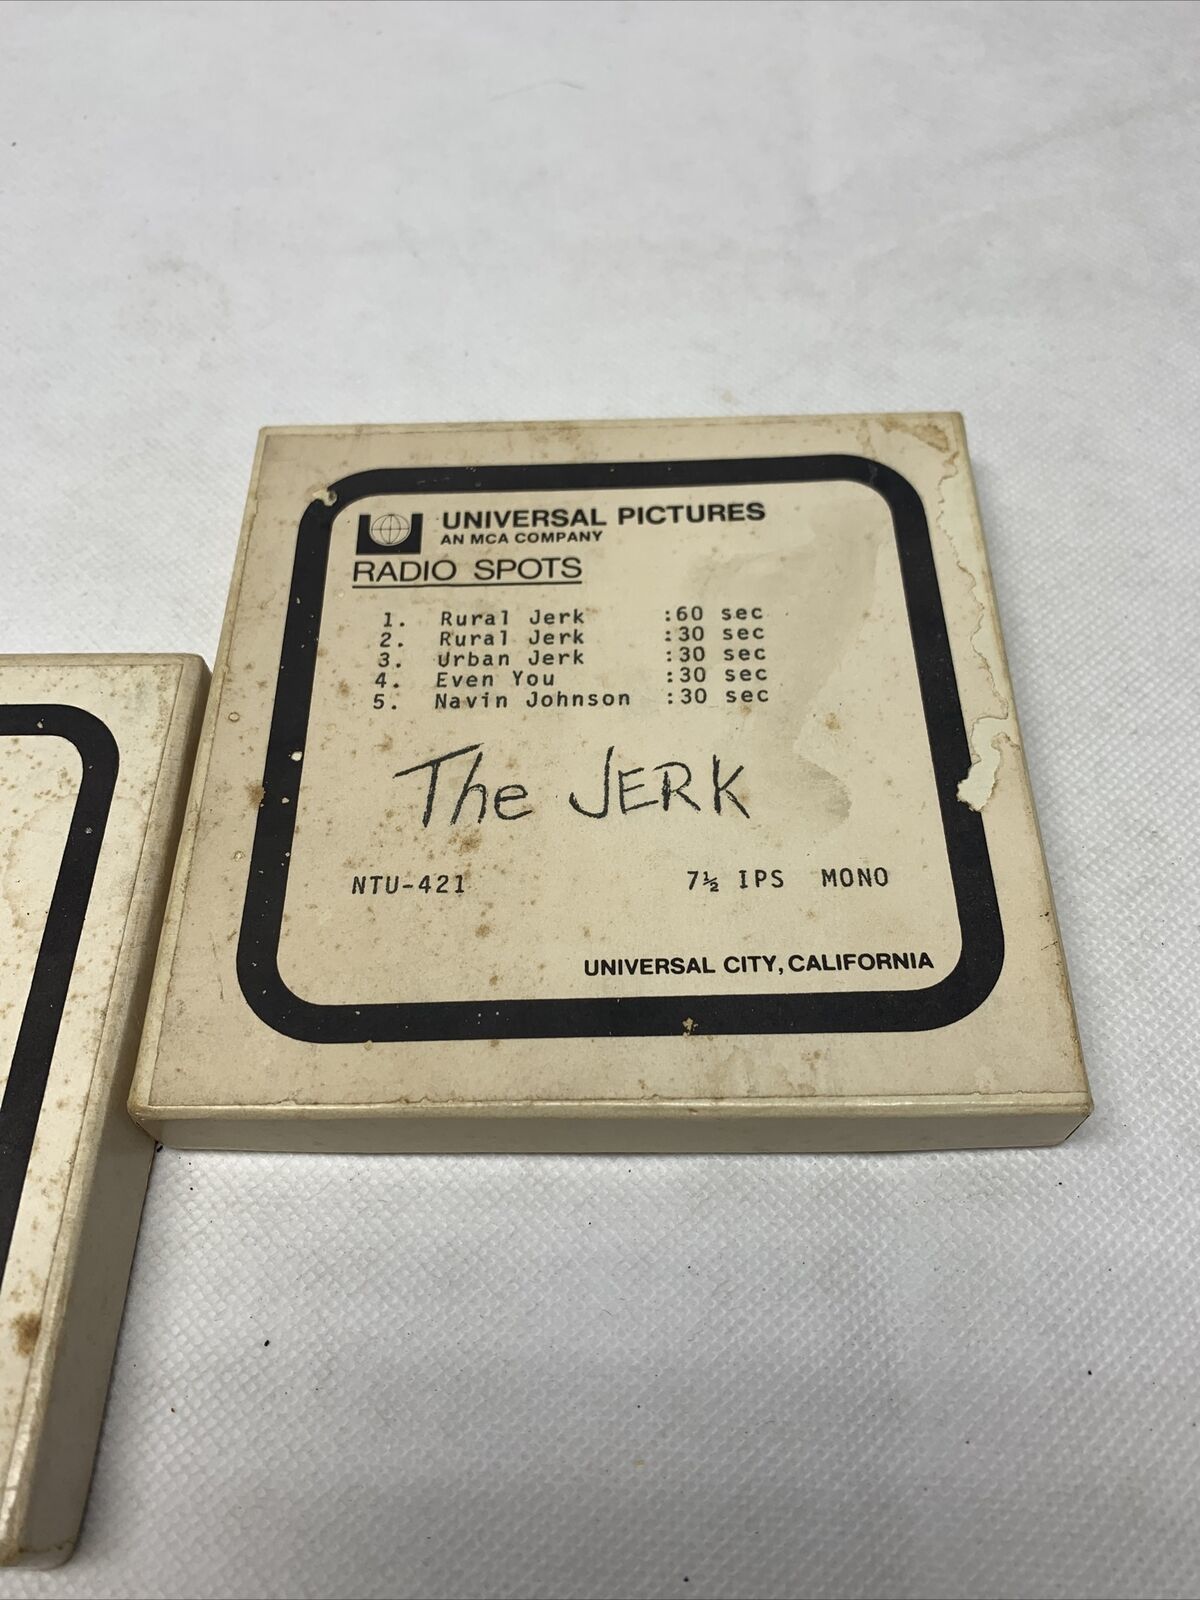 UNIVERSAL PICTURES
AN MCA COMPANY
RADIO SPOTS
1. Rural Jerk :60 sec
2. Rural Jerk :30 sec
3. Urban Jerk :30 sec
4. Even You :30 sec
5. Navin Johnson :30 sec
The JERK
NTU-421 7½ IPS MONO
UNIVERSAL CITY, CALIFORNIA